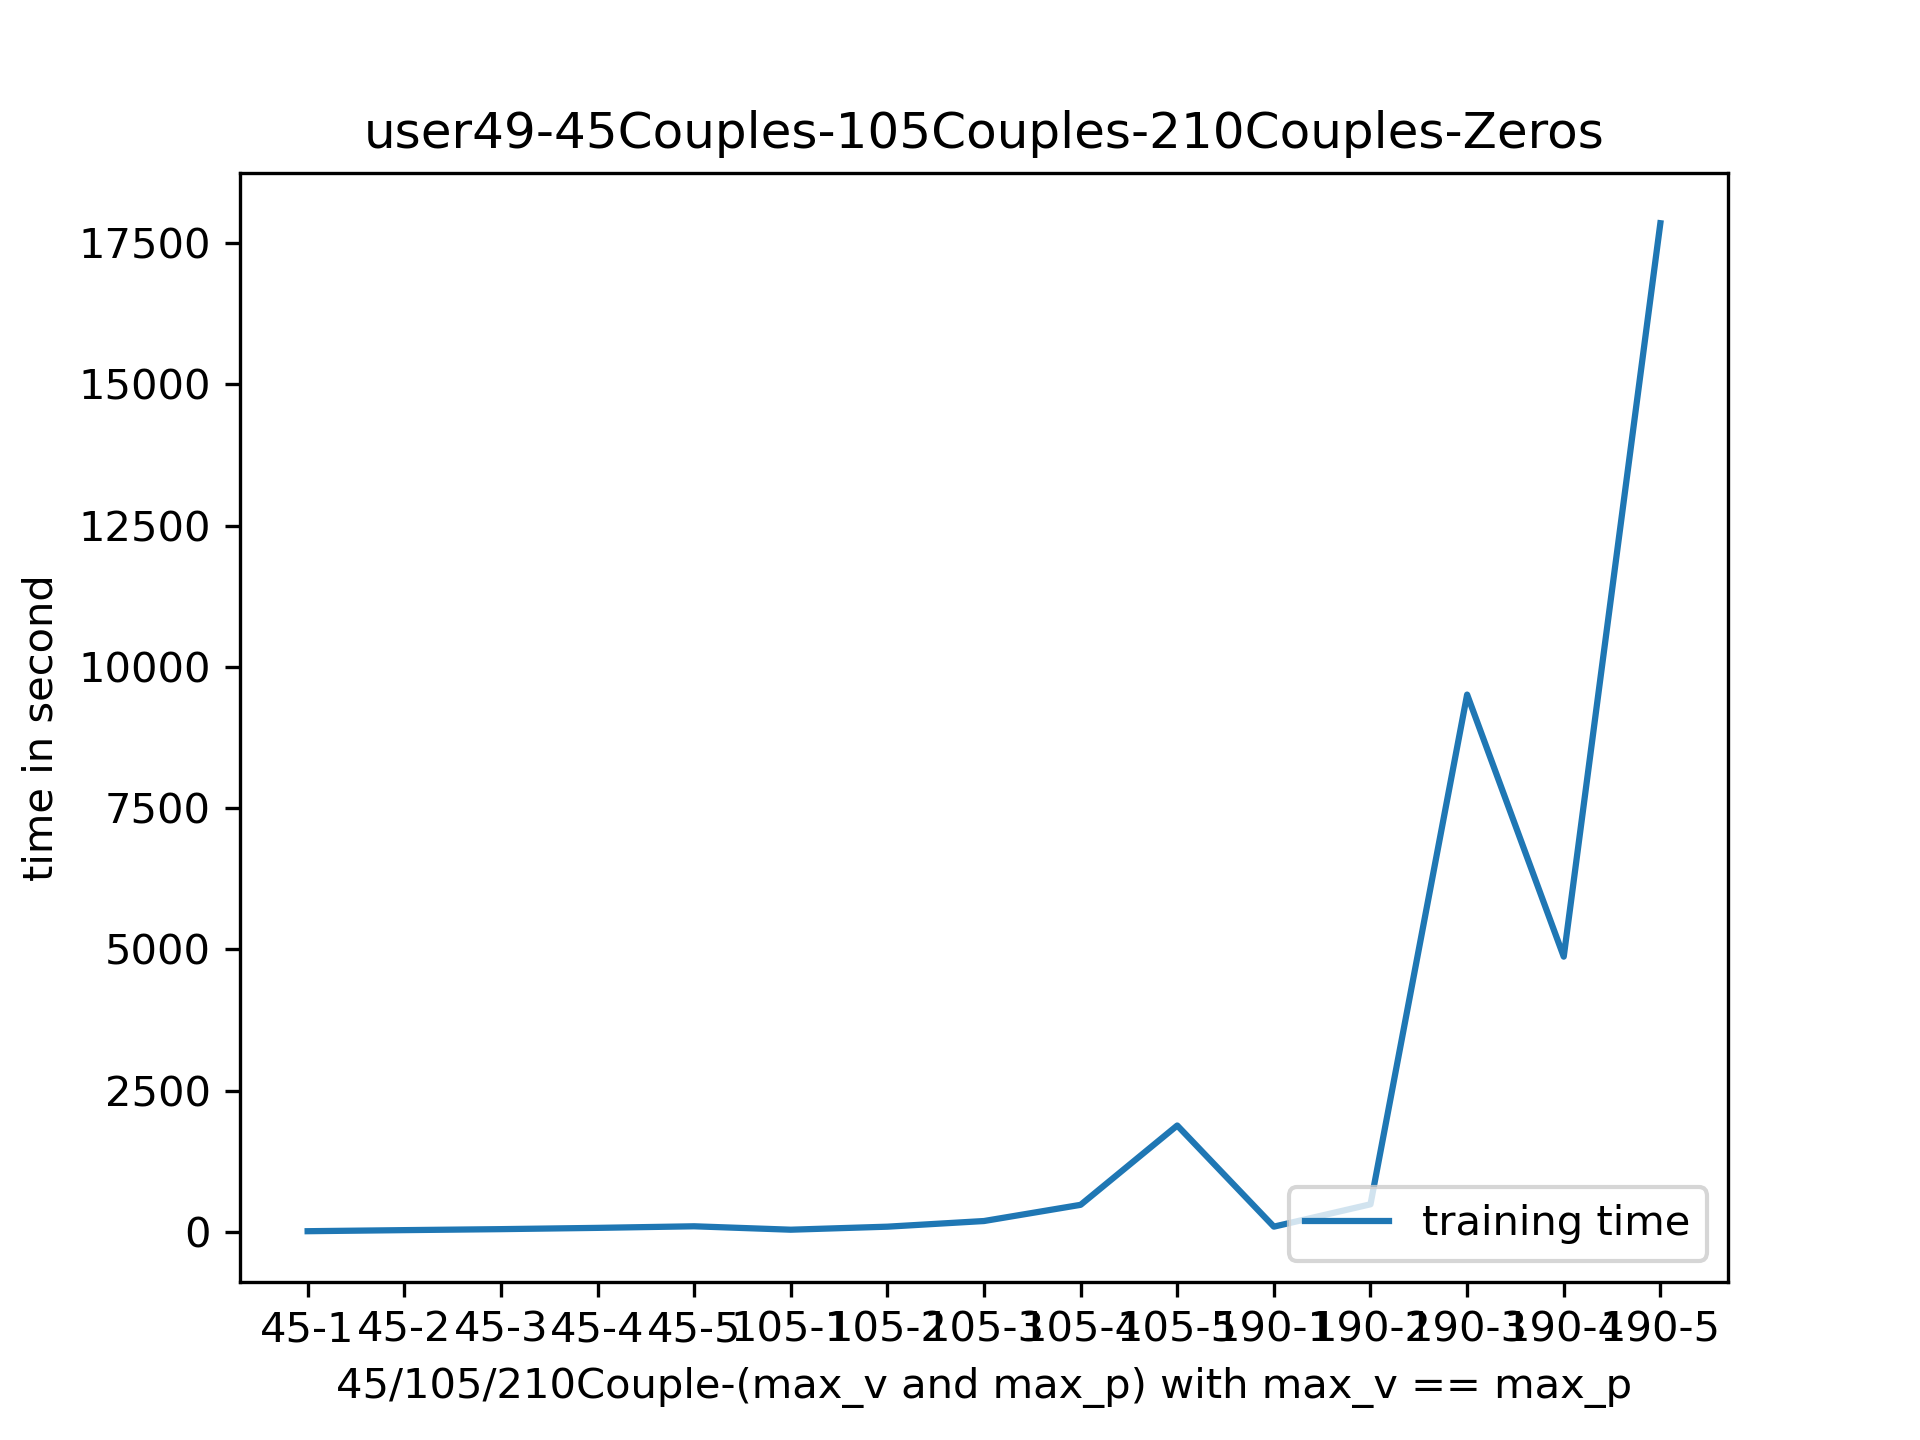 user49-45Couples-105Couples-210Couples-Zeros
17500
15000
12500
10000
7500
5000
2500
0
time in second
training time
45-1 45-2 45-3 45-4 45-5 105-1 105-2 105-3 105-4 105-5 190-1 190-2 190-3 190-4 190-5
45/105/210Couple-(max_v and max_p) with max_v == max_p